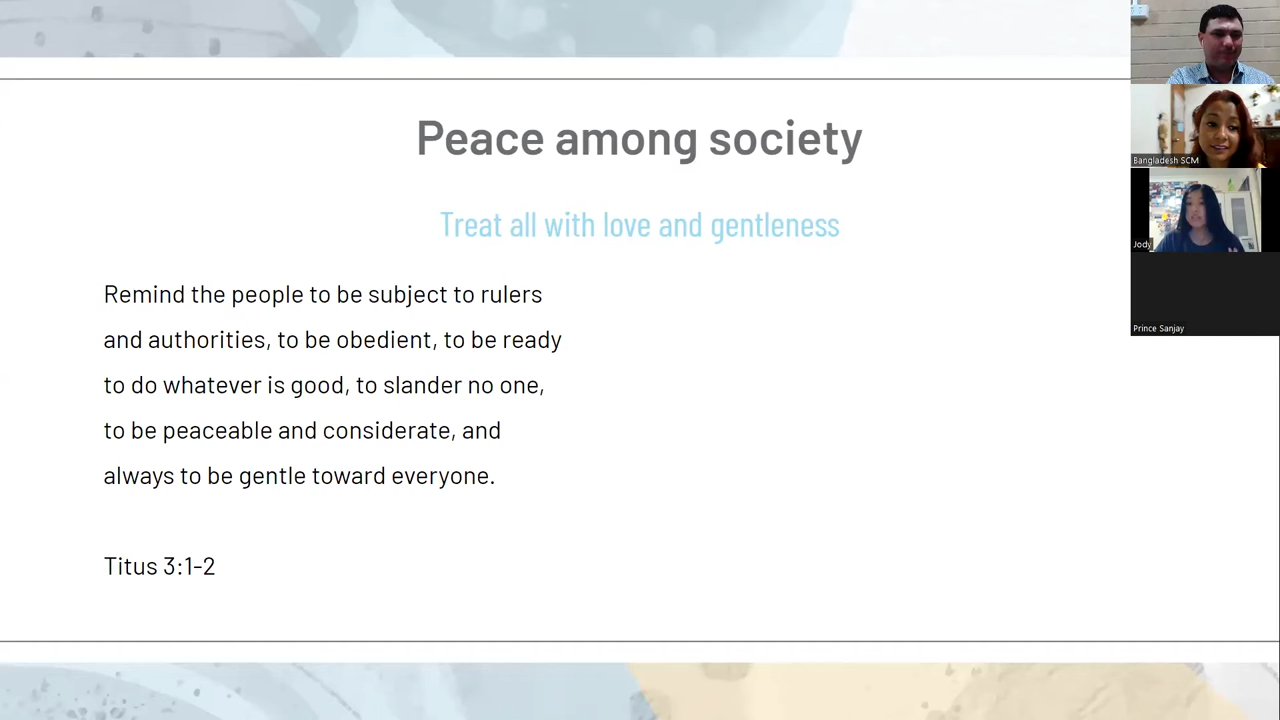 Peace among society
Treat all with love and gentleness
Remind the people to be subject to rulers
and authorities, to be obedient, to be ready
to do whatever is good, to slander no one,
to be peaceable and considerate, and
always to be gentle toward everyone.
Titus 3:1-2
Bangladesh SCM
Jody
Prince Sanjay